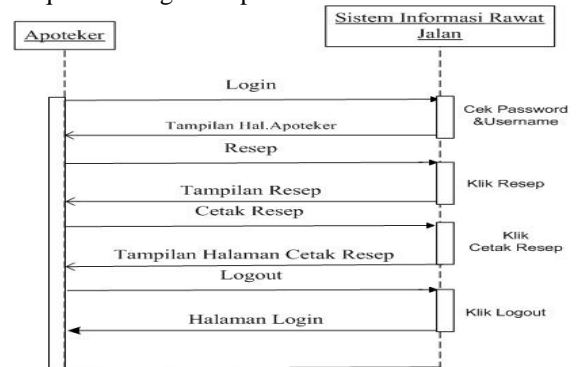 Apoteker
Sistem Informasi Rawat
Jalan
Login
Cek Password
&Username
Tampilan Hal.Apoteker
Resep
Klik Resep
Tampilan Resep
Cetak Resep
Klik
Cetak Resep
Tampilan Halaman Cetak Resep
Logout
Klik Logout
Halaman Login